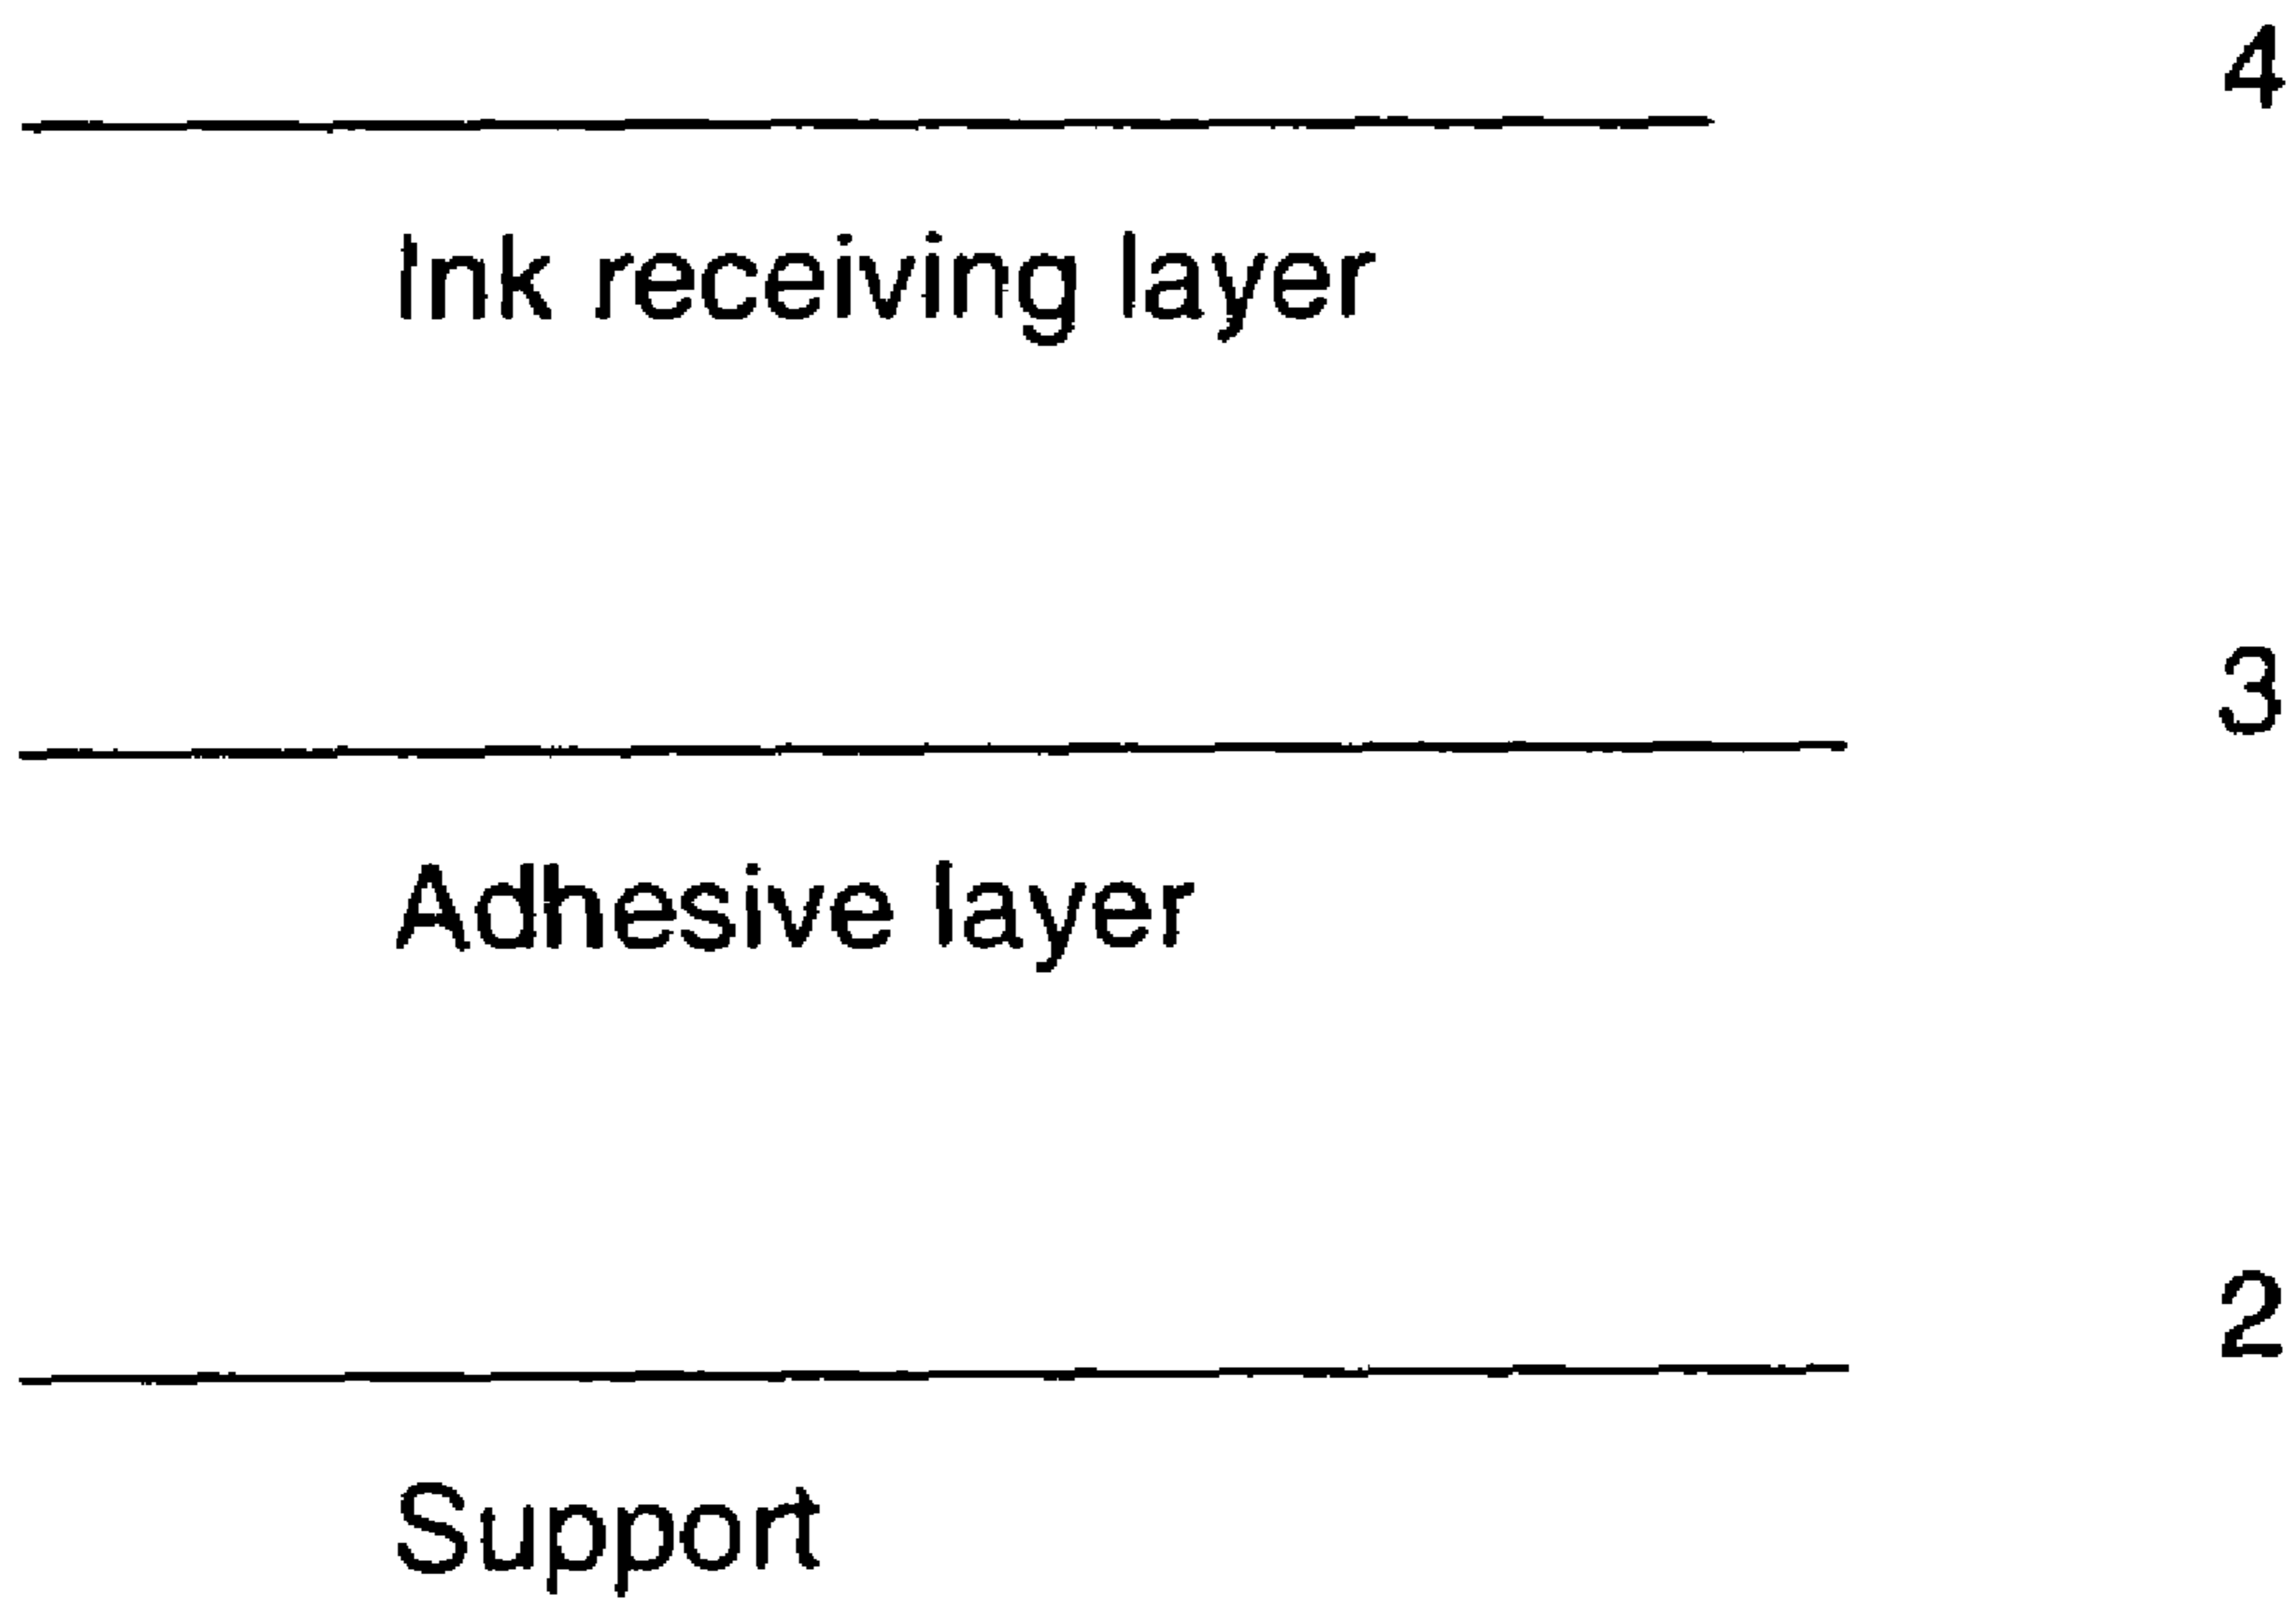 4
Ink receiving layer
3
Adhesive layer
2
Support